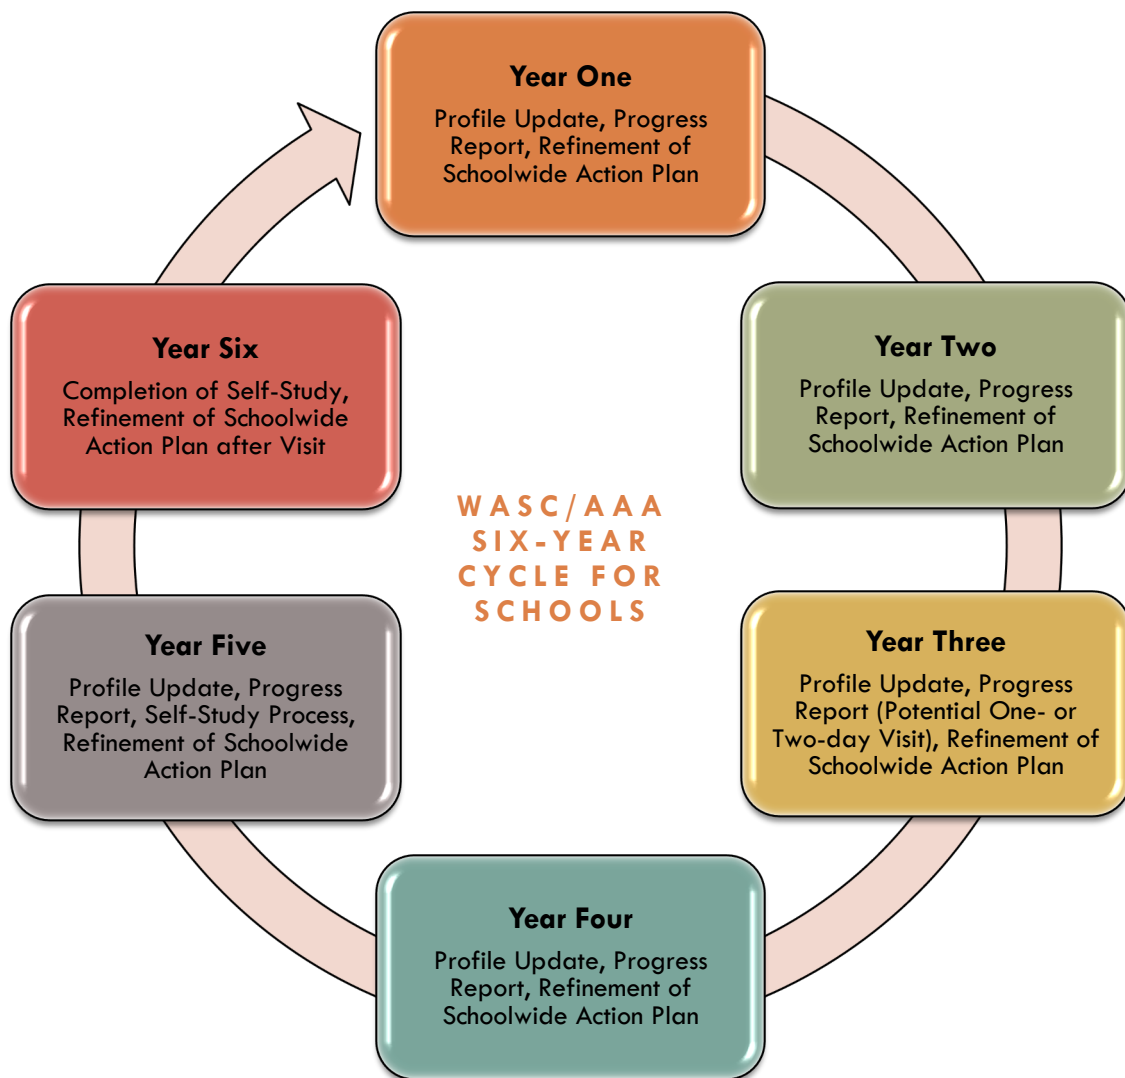 Year One
Profile Update, Progress
Report, Refinement of
Schoolwide Action Plan
Year Two
Profile Update, Progress
Report, Refinement of
Schoolwide Action Plan
Year Three
Profile Update, Progress
Report (Potential One- or
Two-day Visit), Refinement of
Schoolwide Action Plan
Year Four
Profile Update, Progress
Report, Refinement of
Schoolwide Action Plan
Year Five
Profile Update, Progress
Report, Self-Study Process,
Refinement of Schoolwide
Action Plan
Year Six
Completion of Self-Study,
Refinement of Schoolwide
Action Plan after Visit
WASC/AAA
SIX-YEAR
CYCLE FOR
SCHOOLS